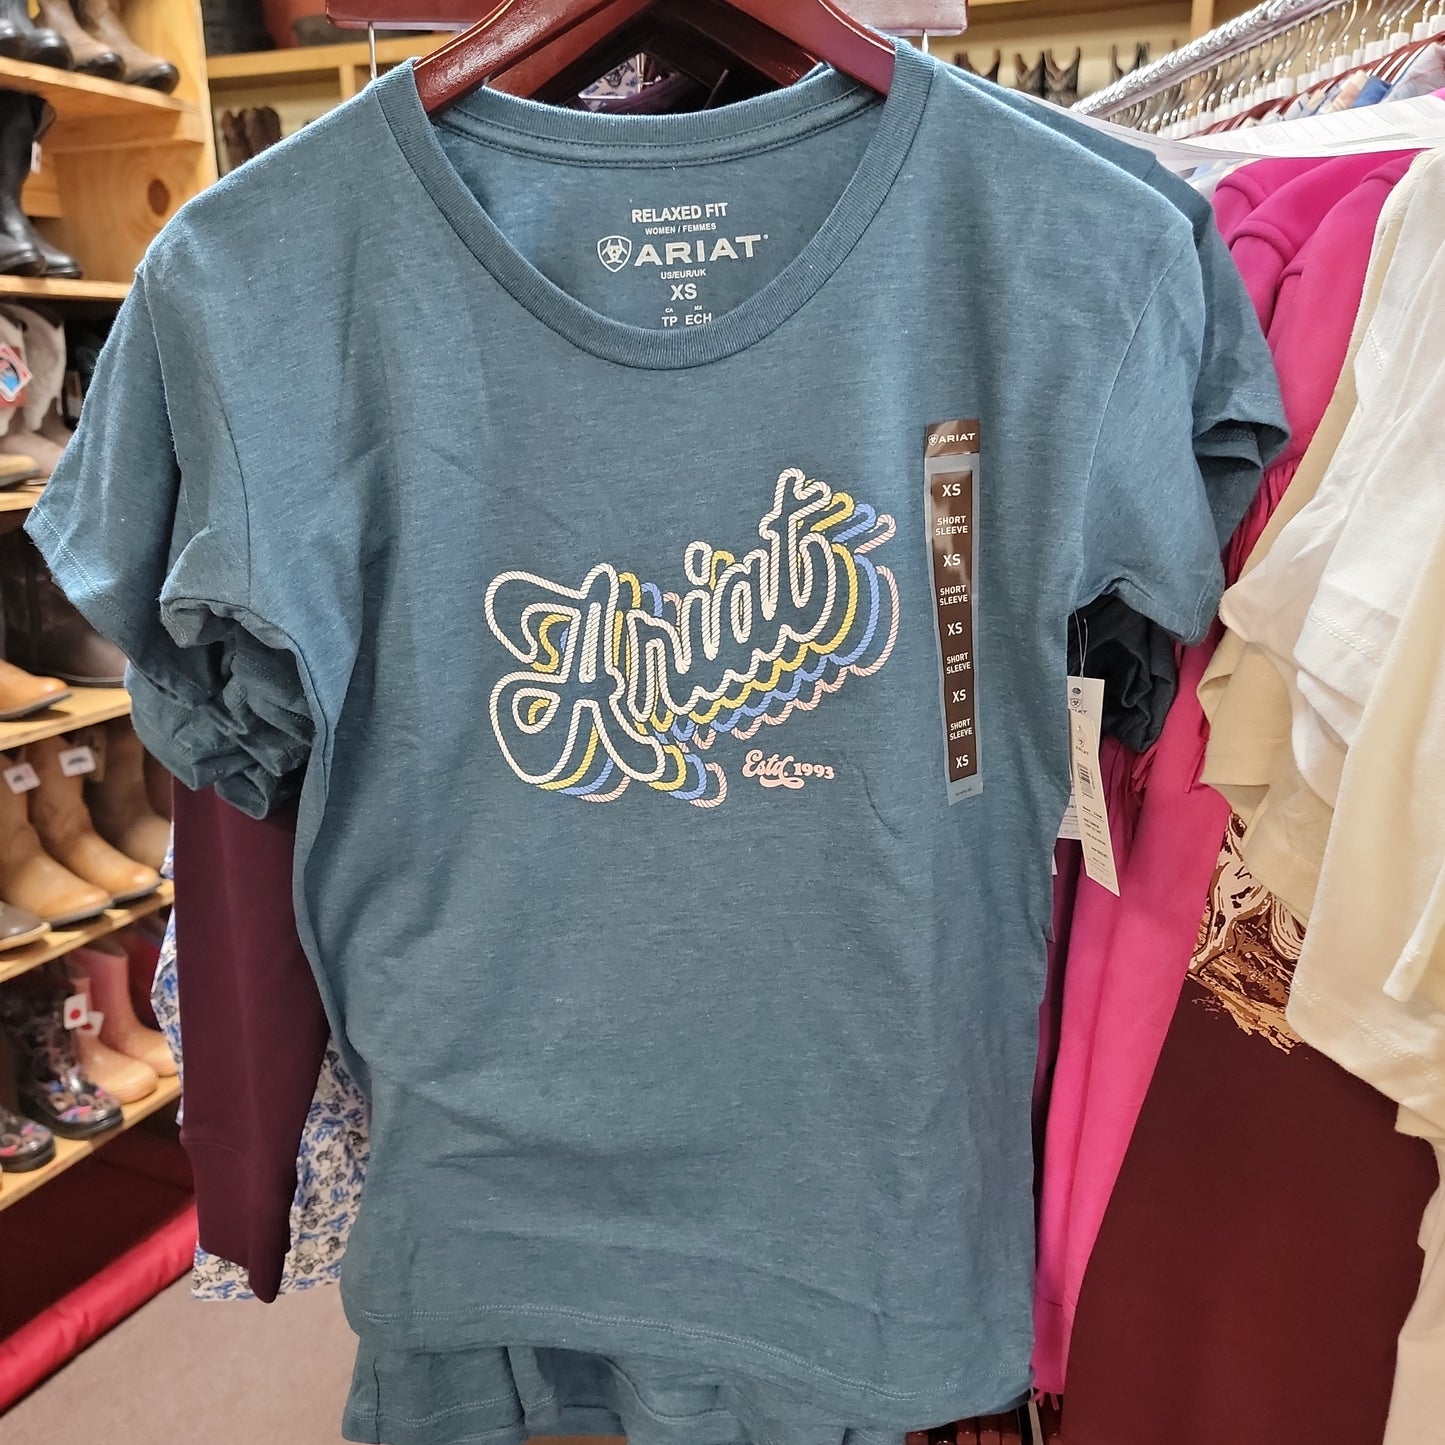 RELAXED FIT
WOMEN / FEMMES
ARIAT
US/EUR/UK
XS
CA MX
TP ECH
ARIAT
XS
SHORT
SLEEVE
XS
SHORT
SLEEVE
XS
SHORT
SLEEVE
XS
SHORT
SLEEVE
XS
Ariat
Estd. 1993
ARIAT